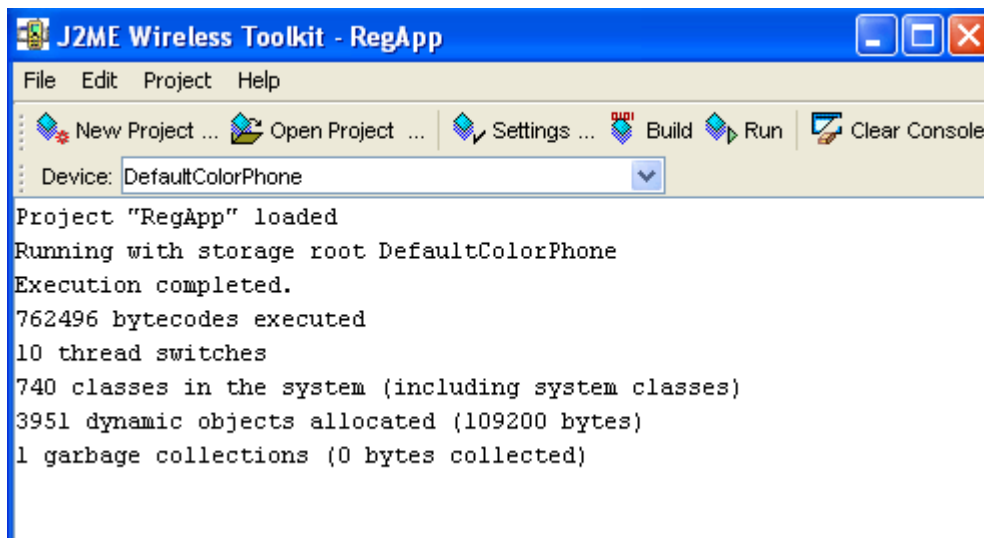 J2ME Wireless Toolkit - RegApp
File Edit Project Help
New Project ... Open Project ... Settings ... Build Run Clear Console
Device: DefaultColorPhone
Project "RegApp" loaded
Running with storage root DefaultColorPhone
Execution completed.
762496 bytecodes executed
10 thread switches
740 classes in the system (including system classes)
3951 dynamic objects allocated (109200 bytes)
1 garbage collections (0 bytes collected)